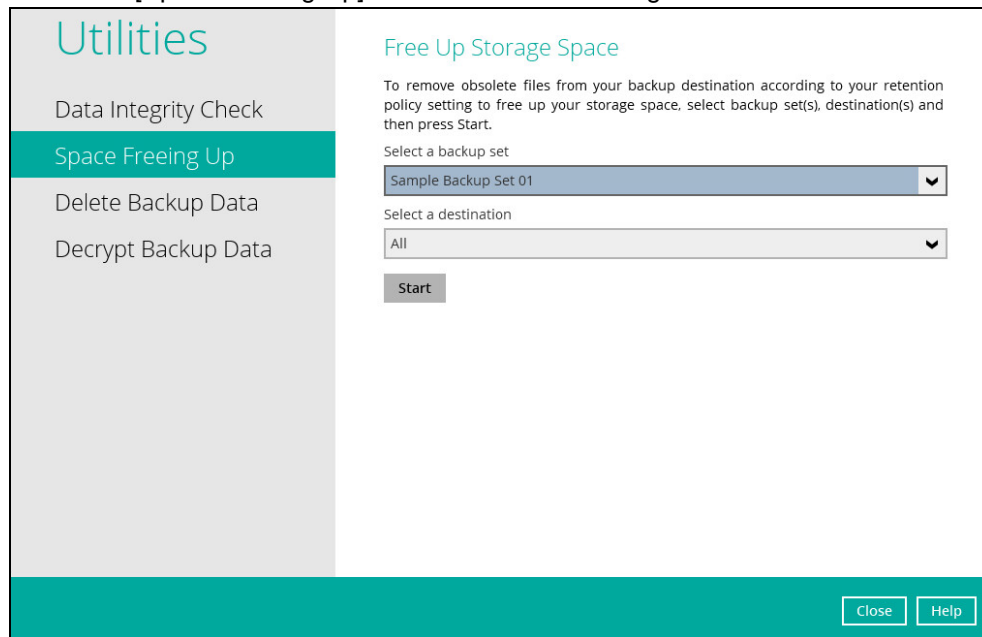 Utilities
Data Integrity Check
Space Freeing Up
Delete Backup Data
Decrypt Backup Data
Free Up Storage Space
To remove obsolete files from your backup destination according to your retention
policy setting to free up your storage space, select backup set(s), destination(s) and
then press Start.
Select a backup set
Sample Backup Set 01
Select a destination
All
Start
Close
Help